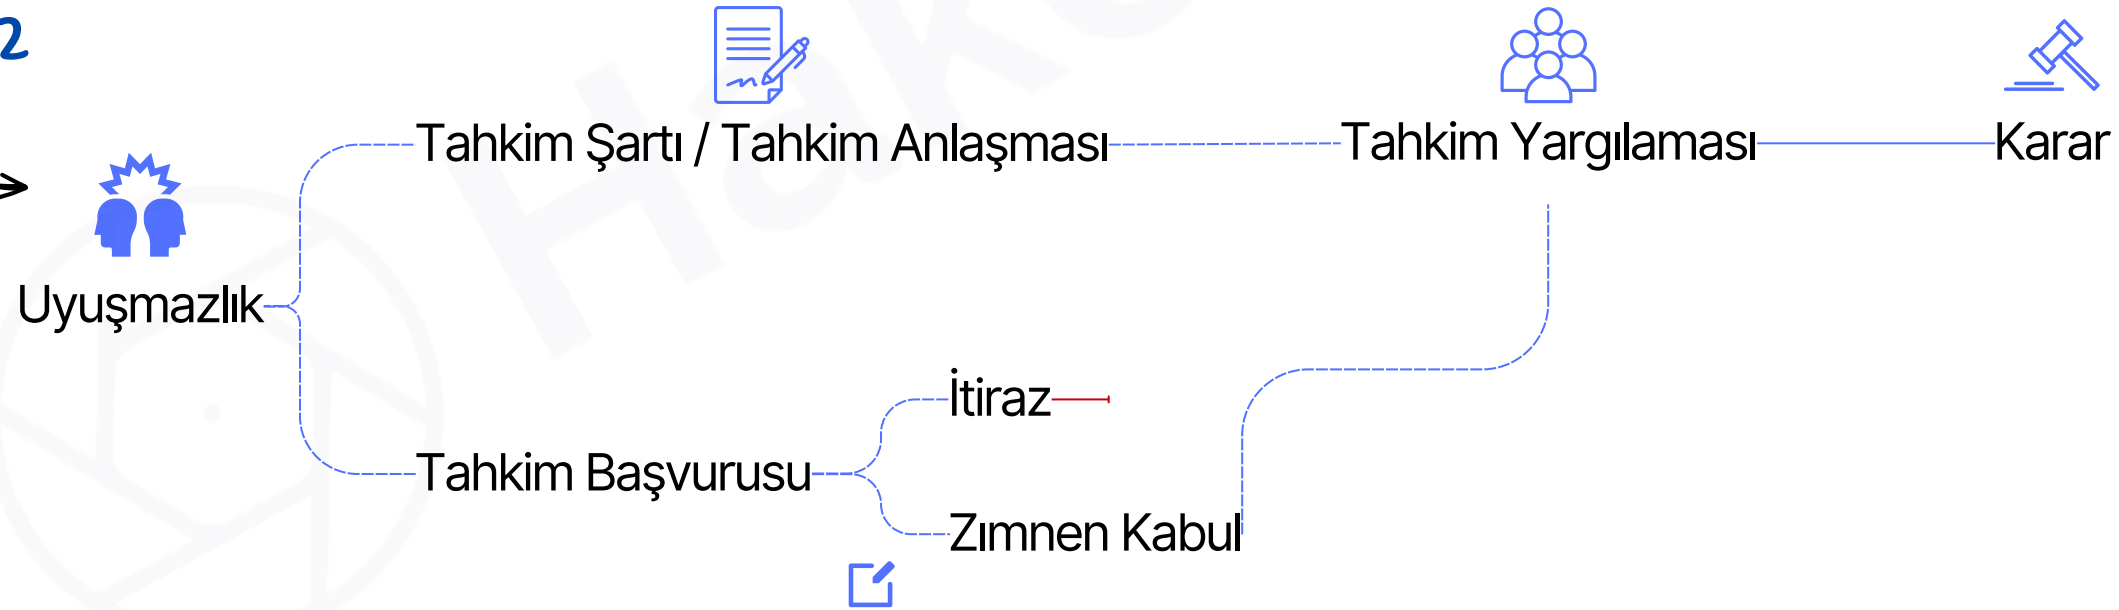 2
Tahkim Şartı / Tahkim Anlaşması
Tahkim Yargılaması
Karar
Uyuşmazlık
İtiraz
Tahkim Başvurusu
Zımnen Kabul